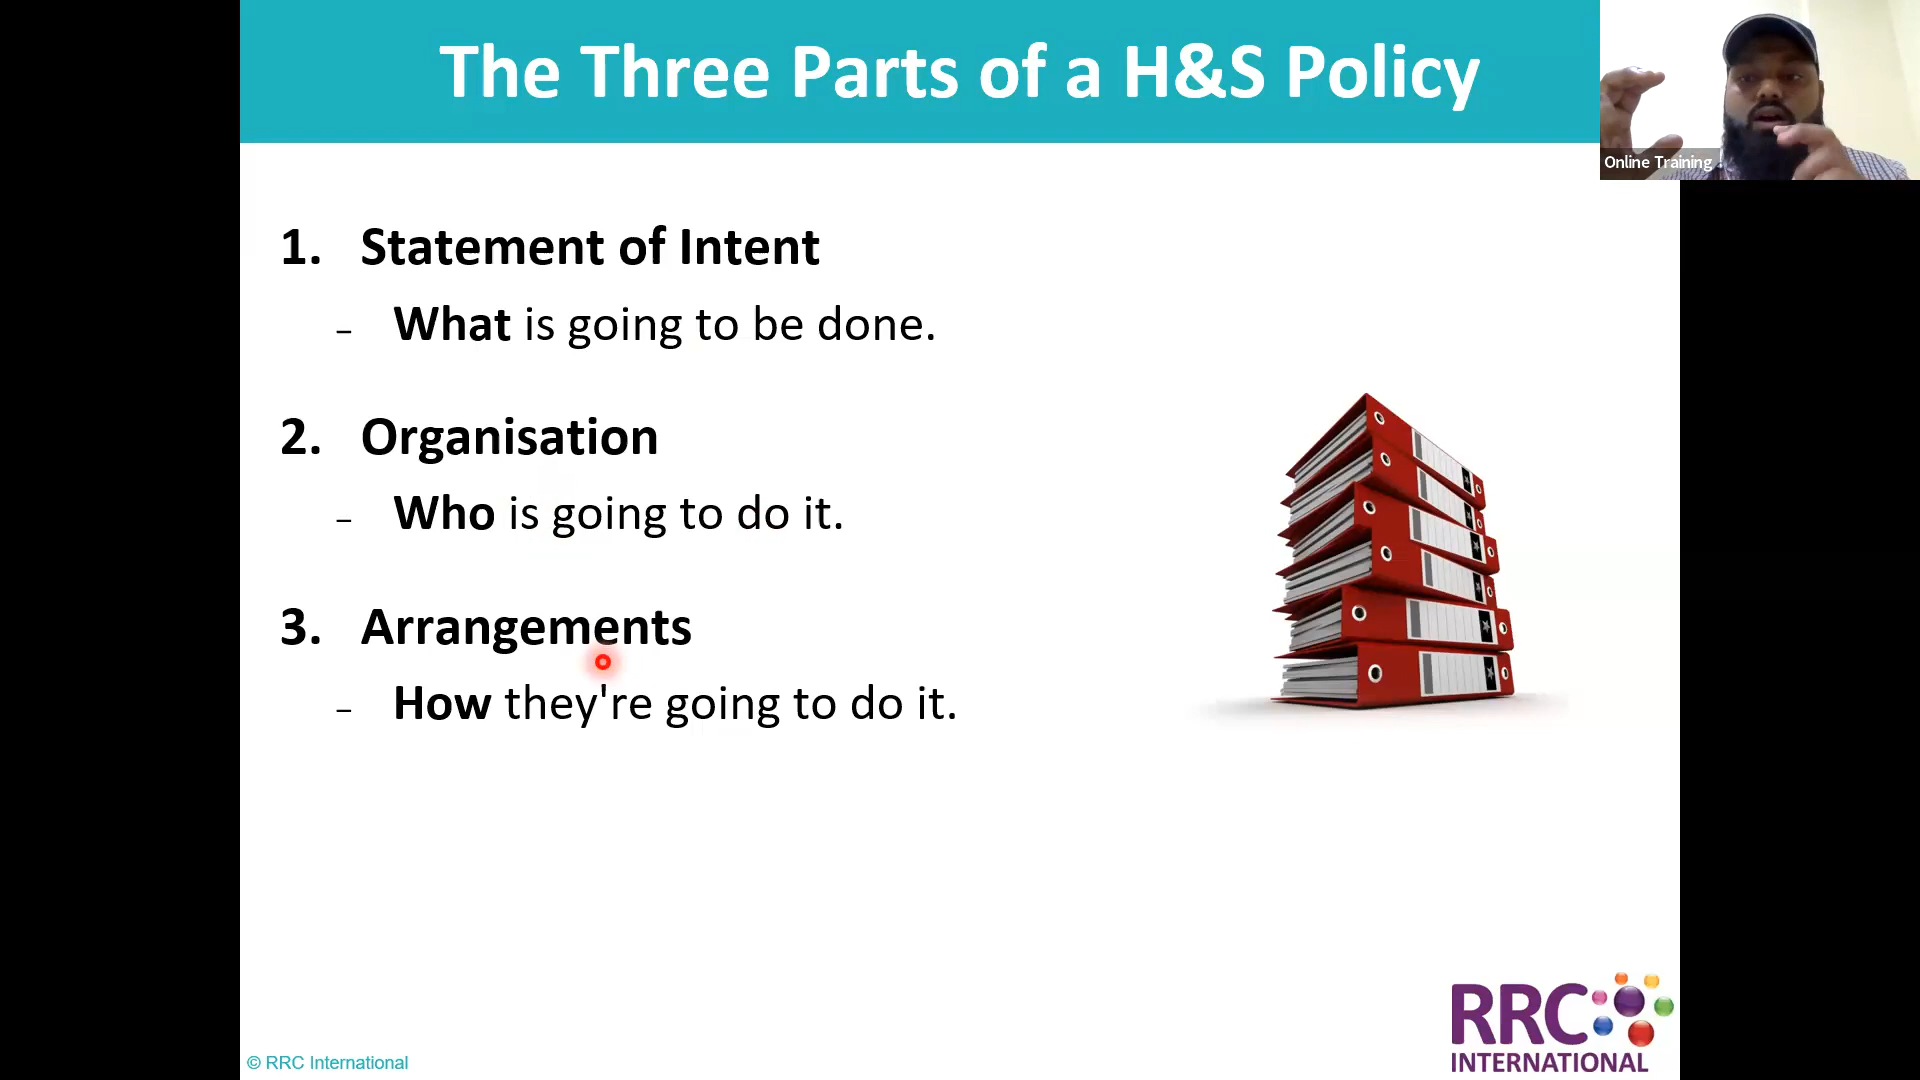 The Three Parts of a H&S Policy
Online Training
1. Statement of Intent
– What is going to be done.
2. Organisation
– Who is going to do it.
3. Arrangements
– How they're going to do it.
RRC
INTERNATIONAL
© RRC International